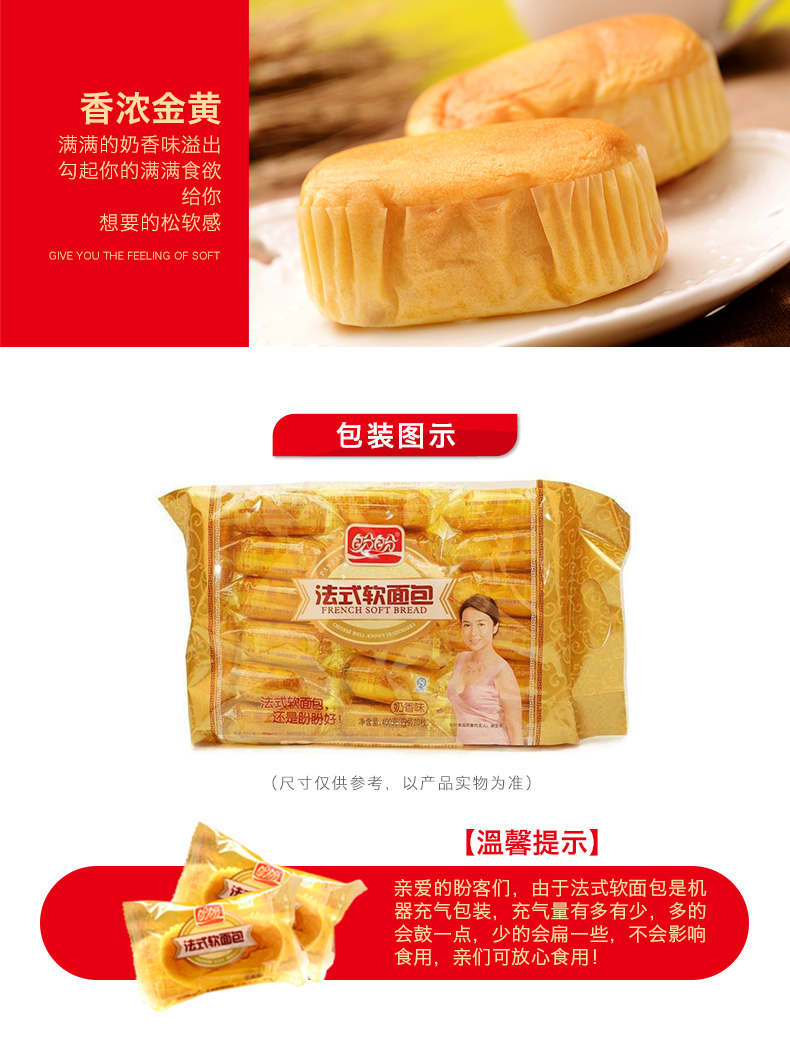 香浓金黄
满满的奶香味溢出
勾起你的满满食欲
给你
想要的松软感
GIVE YOU THE FEELING OF SOFT
包装图示
盼盼
法式软面包
FRENCH SOFT BREAD
CHINESE WELL-KNOWN TRADEMARKS
法式软面包，
还是盼盼好！
奶香味
（尺寸仅供参考，以产品实物为准）
【溫馨提示】
亲爱的盼客们，由于法式软面包是机
器充气包装，充气量有多有少，多的
会鼓一点，少的会扁一些，不会影响
食用，亲们可放心食用！
盼盼
法式软面包